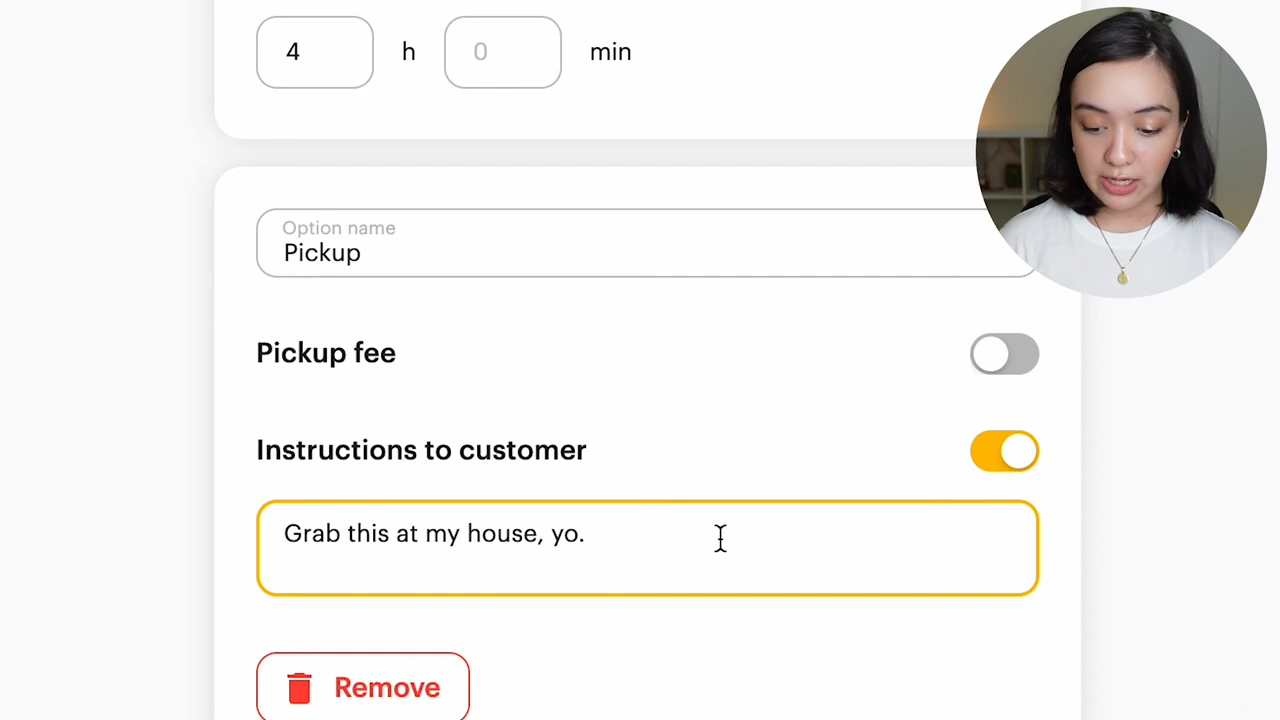 4 h 0 min
Option name
Pickup
Pickup fee
Instructions to customer
Grab this at my house, yo.
Remove